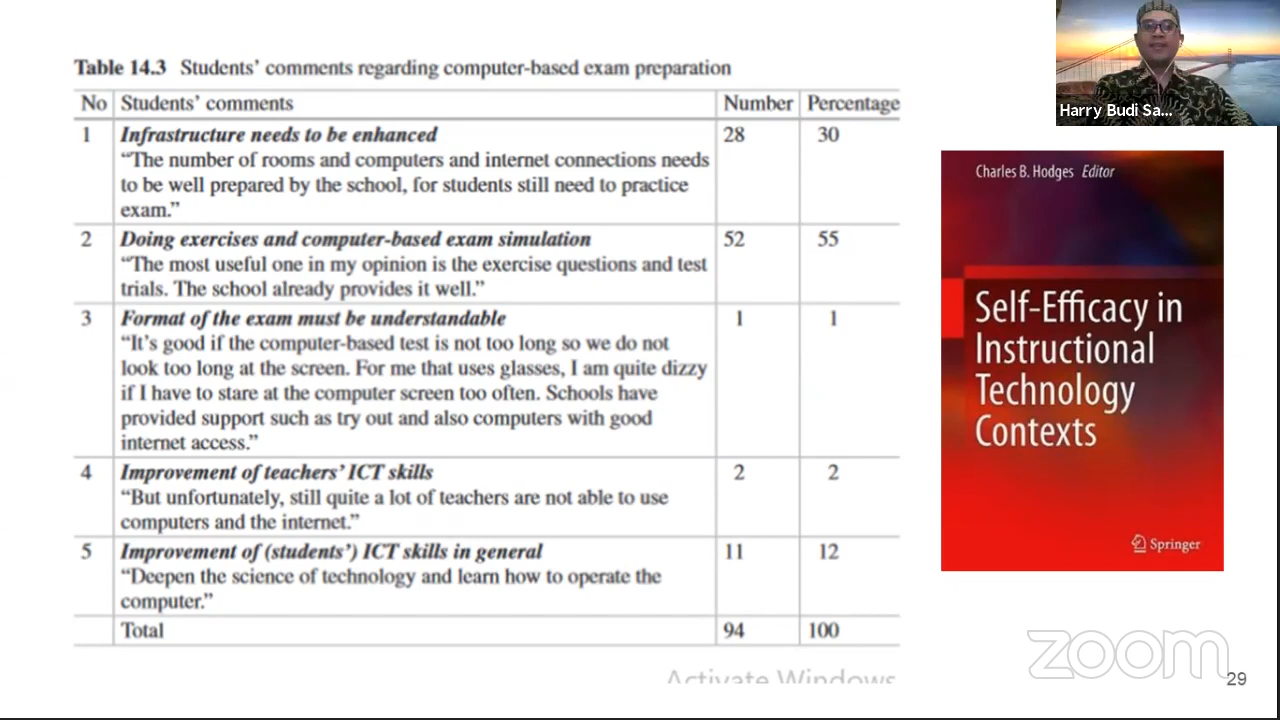 Table 14.3 Students' comments regarding computer-based exam preparation
No Students' comments Number Percentage
1 Infrastructure needs to be enhanced 28 30
"The number of rooms and computers and internet connections needs
to be well prepared by the school, for students still need to practice
exam."
2 Doing exercises and computer-based exam simulation 52 55
"The most useful one in my opinion is the exercise questions and test
trials. The school already provides it well."
3 Format of the exam must be understandable 1 1
"It's good if the computer-based test is not too long so we do not
look too long at the screen. For me that uses glasses, I am quite dizzy
if I have to stare at the computer screen too often. Schools have
provided support such as try out and also computers with good
internet access."
4 Improvement of teachers' ICT skills 2 2
"But unfortunately, still quite a lot of teachers are not able to use
computers and the internet."
5 Improvement of (students') ICT skills in general 11 12
"Deepen the science of technology and learn how to operate the
computer."
Total 94 100
Harry Budi Sa...
Charles B. Hodges Editor
Self-Efficacy in
Instructional
Technology
Contexts
Springer
zoom
Activate Windows
29